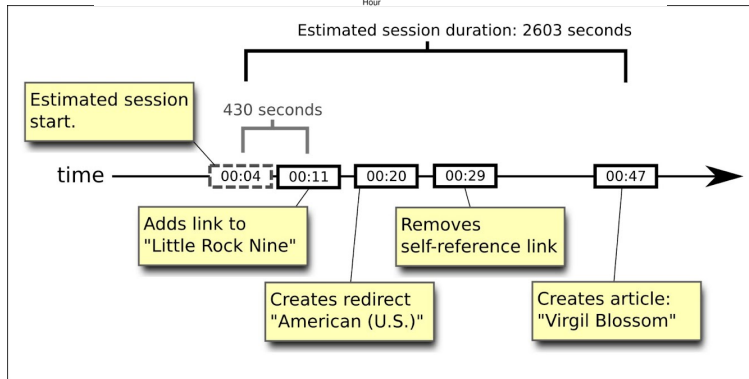 Hour
Estimated session duration: 2603 seconds
Estimated session
start.
430 seconds
time
00:04
00:11
00:20
00:29
00:47
Adds link to
"Little Rock Nine"
Removes
self-reference link
Creates redirect
"American (U.S.)"
Creates article:
"Virgil Blossom"